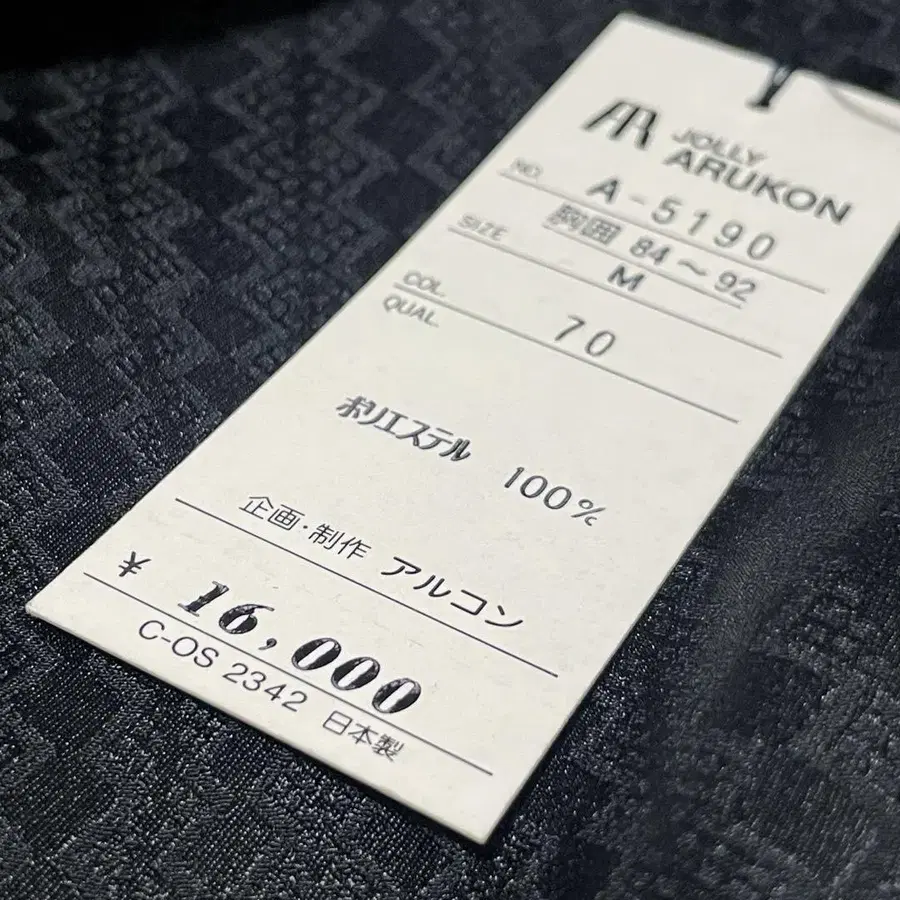 JOLLY
ARUKON
NO. A-5190
胸囲 84～92
SIZE M
COL. 70
QUAL.
ポリエステル 100%
企画・制作 アルコン
¥ 16,000
C-OS 2342 日本製